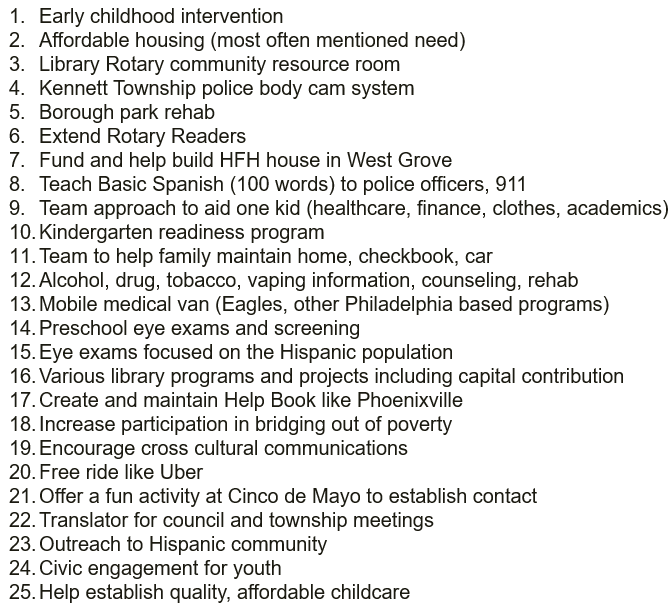 1. Early childhood intervention
2. Affordable housing (most often mentioned need)
3. Library Rotary community resource room
4. Kennett Township police body cam system
5. Borough park rehab
6. Extend Rotary Readers
7. Fund and help build HFH house in West Grove
8. Teach Basic Spanish (100 words) to police officers, 911
9. Team approach to aid one kid (healthcare, finance, clothes, academics)
10. Kindergarten readiness program
11. Team to help family maintain home, checkbook, car
12. Alcohol, drug, tobacco, vaping information, counseling, rehab
13. Mobile medical van (Eagles, other Philadelphia based programs)
14. Preschool eye exams and screening
15. Eye exams focused on the Hispanic population
16. Various library programs and projects including capital contribution
17. Create and maintain Help Book like Phoenixville
18. Increase participation in bridging out of poverty
19. Encourage cross cultural communications
20. Free ride like Uber
21. Offer a fun activity at Cinco de Mayo to establish contact
22. Translator for council and township meetings
23. Outreach to Hispanic community
24. Civic engagement for youth
25. Help establish quality, affordable childcare